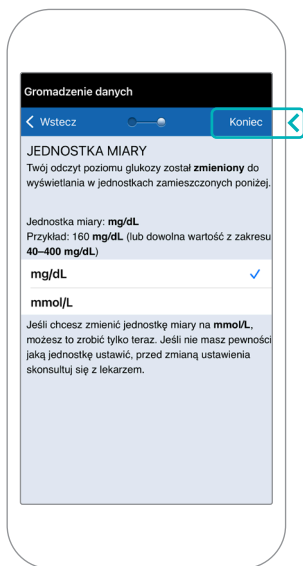 Gromadzenie danych
Wstecz
Koniec
JEDNOSTKA MIARY
Twój odczyt poziomu glukozy został zmieniony do
wyświetlania w jednostkach zamieszczonych poniżej.
Jednostka miary: mg/dL
Przykład: 160 mg/dL (lub dowolna wartość z zakresu
40–400 mg/dL)
mg/dL
mmol/L
Jeśli chcesz zmienić jednostkę miary na mmol/L,
możesz to zrobić tylko teraz. Jeśli nie masz pewności
jaką jednostkę ustawić, przed zmianą ustawienia
skonsultuj się z lekarzem.